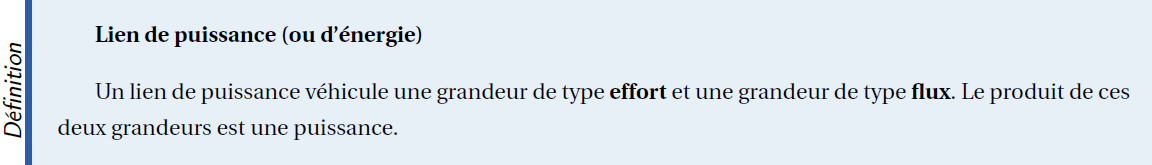 Définition
Lien de puissance (ou d’énergie)
Un lien de puissance véhicule une grandeur de type effort et une grandeur de type flux. Le produit de ces
deux grandeurs est une puissance.